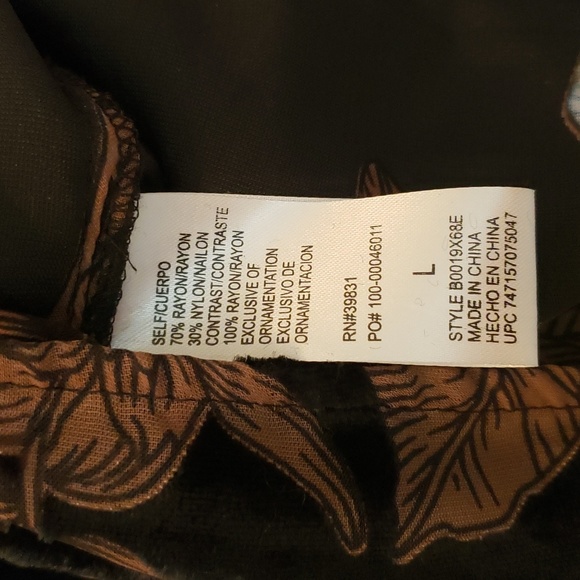 SELF/CUERPO
70% RAYON/RAYON
30% NYLON/NAILON
CONTRAST/CONTRASTE
100% RAYON/RAYON
EXCLUSIVE OF
ORNAMENTATION
EXCLUSIVO DE
ORNAMENTACION
RN#39831
PO# 100-00046011
L
STYLE B0019X68E
MADE IN CHINA
HECHO EN CHINA
UPC 747157075047